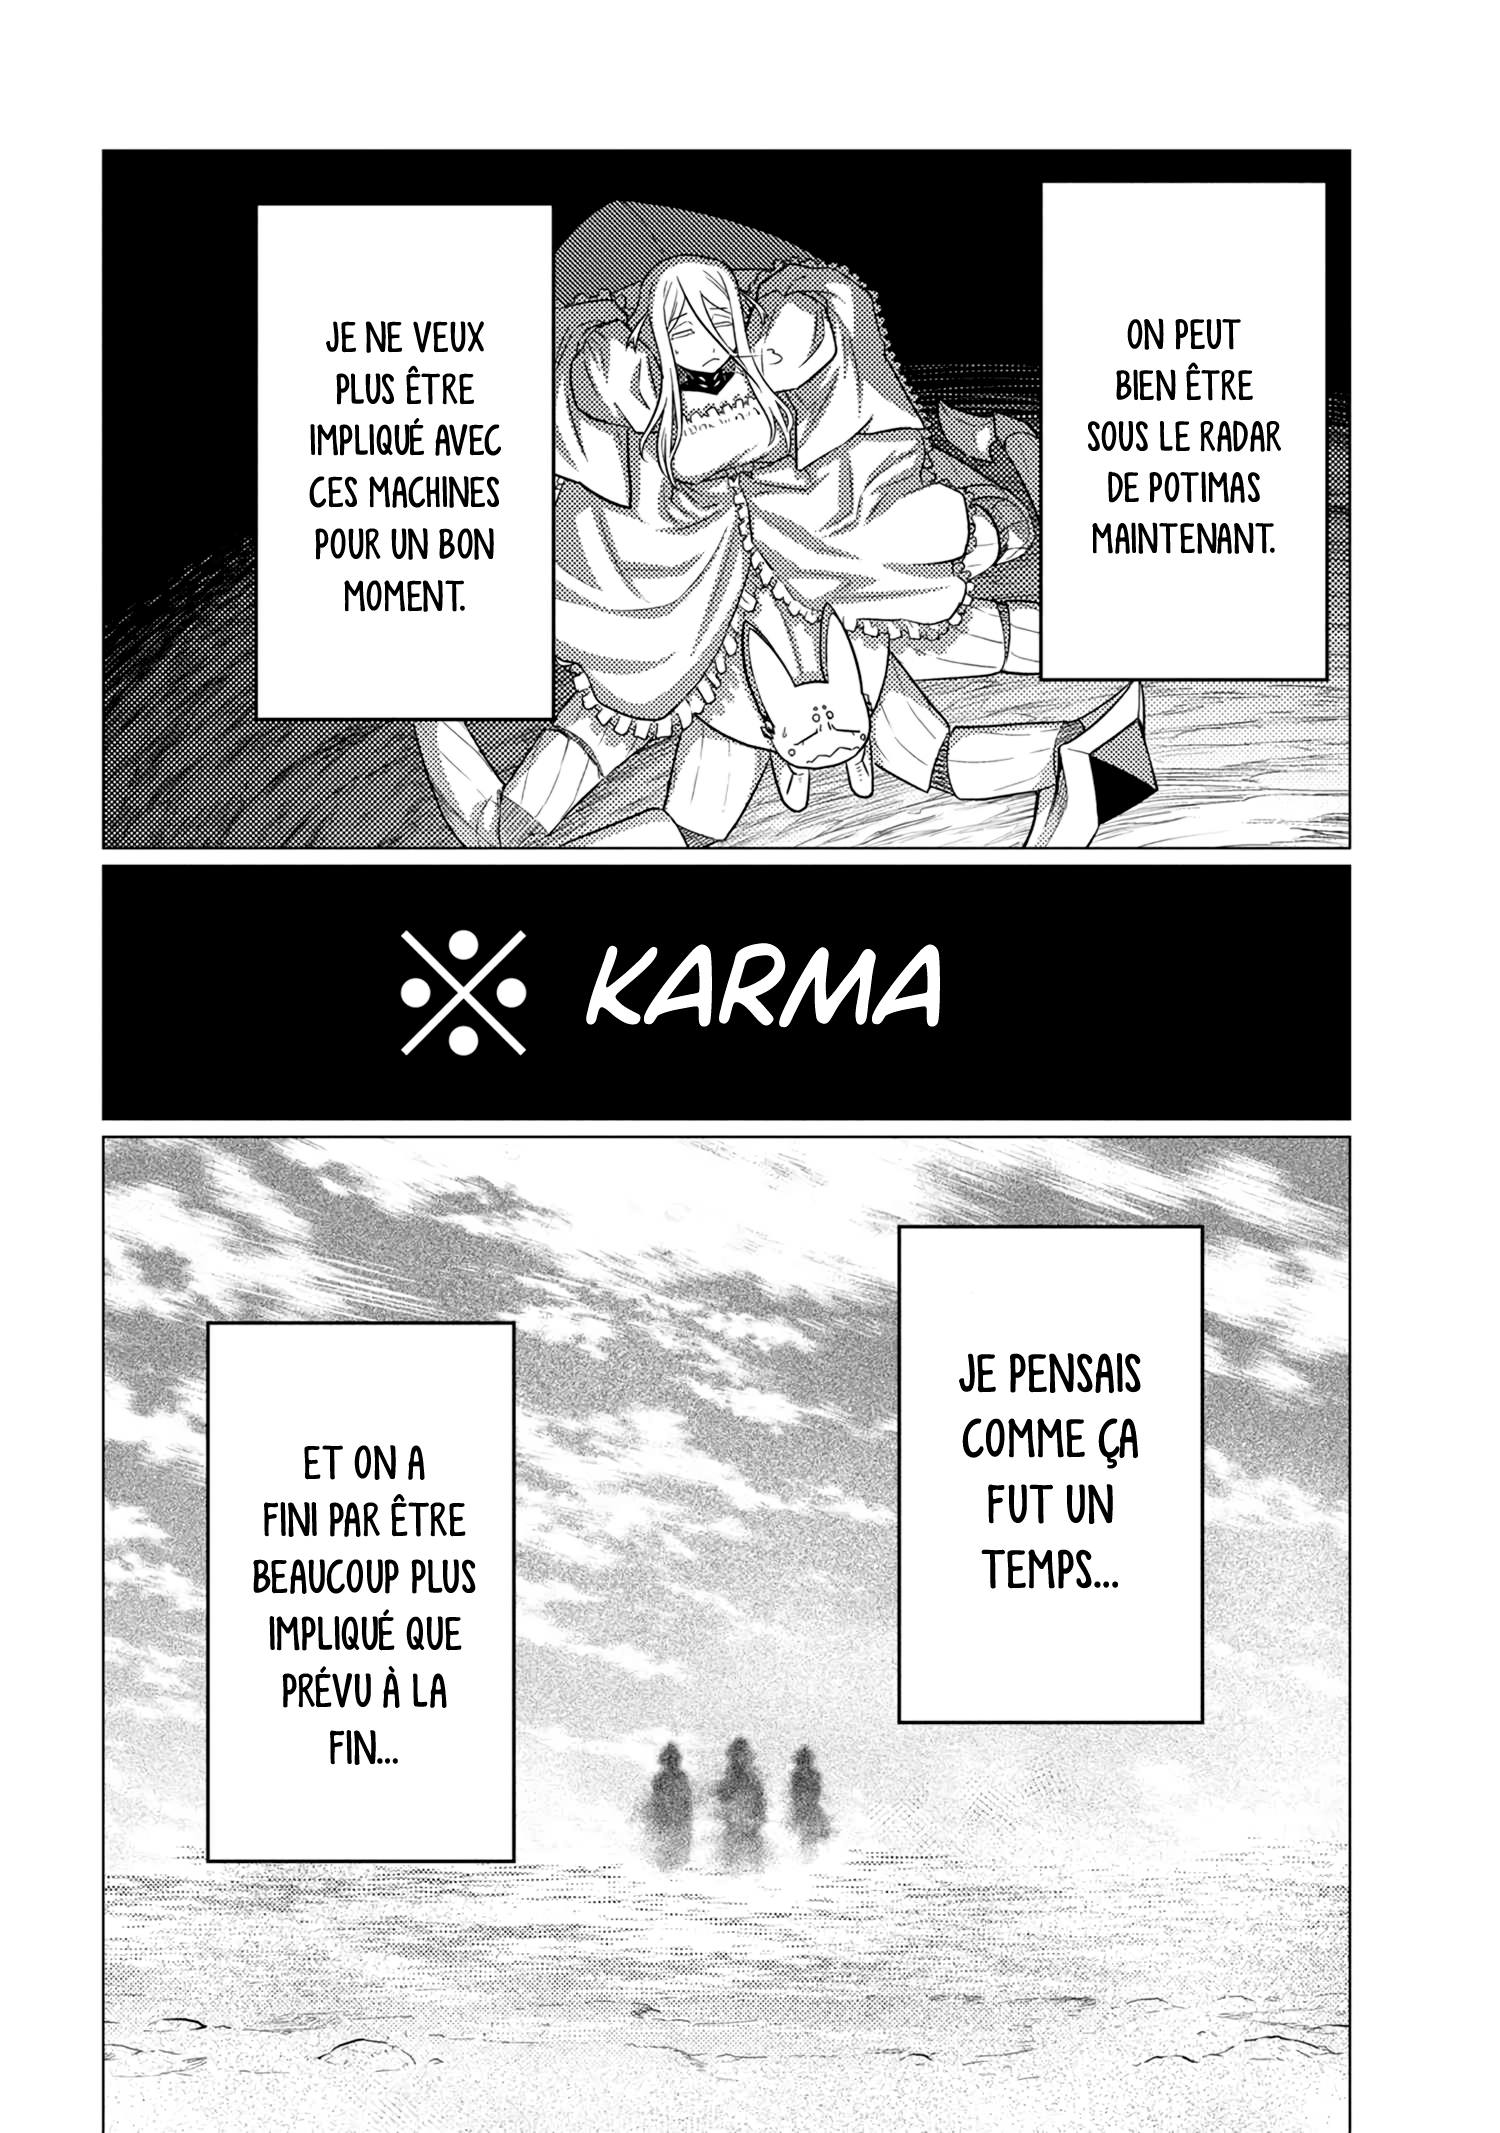 ON PEUT
BIEN ÊTRE
SOUS LE RADAR
DE POTIMAS
MAINTENANT.
JE NE VEUX
PLUS ÊTRE
IMPLIQUÉ AVEC
CES MACHINES
POUR UN BON
MOMENT.
※ KARMA
JE PENSAIS
COMME ÇA
FUT UN
TEMPS...
ET ON A
FINI PAR ÊTRE
BEAUCOUP PLUS
IMPLIQUÉ QUE
PRÉVU À LA
FIN...